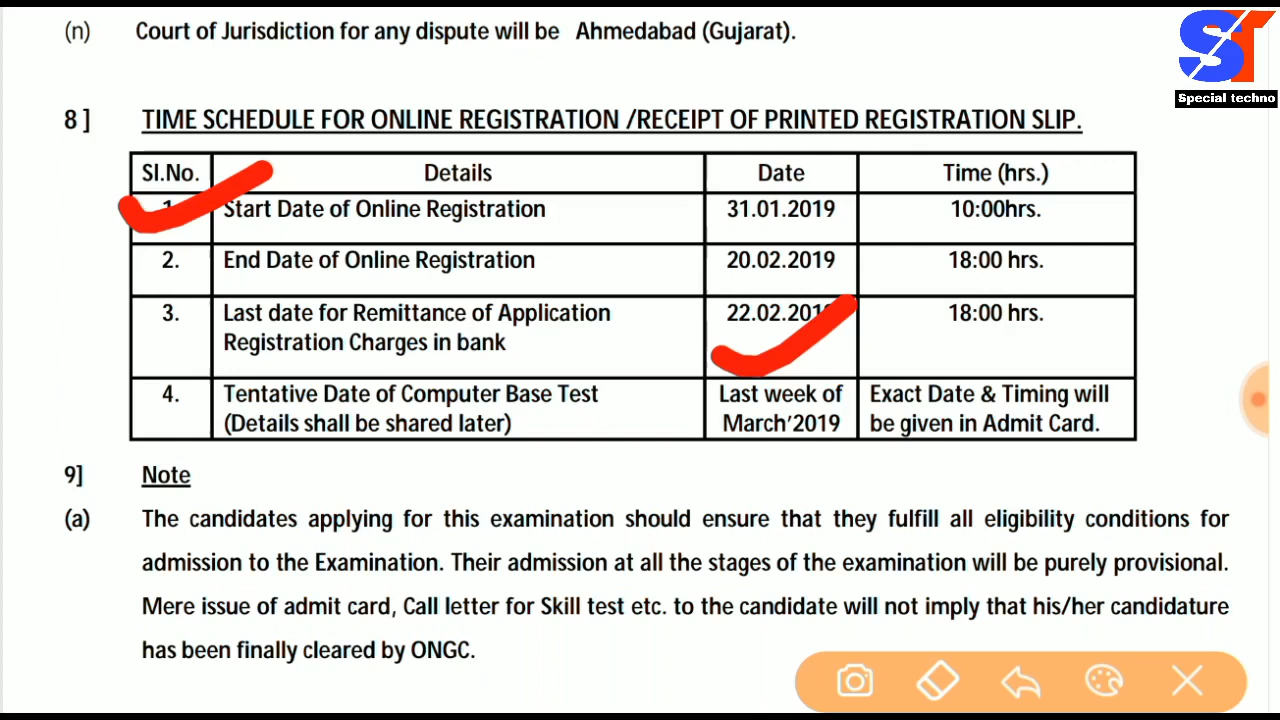 (n) Court of Jurisdiction for any dispute will be Ahmedabad (Gujarat).
ST
Special techno
8] TIME SCHEDULE FOR ONLINE REGISTRATION /RECEIPT OF PRINTED REGISTRATION SLIP.
Sl.No. Details Date Time (hrs.)
Start Date of Online Registration 31.01.2019 10:00hrs.
2. End Date of Online Registration 20.02.2019 18:00 hrs.
3. Last date for Remittance of Application 22.02.2019 18:00 hrs.
Registration Charges in bank
4. Tentative Date of Computer Base Test Last week of Exact Date & Timing will
(Details shall be shared later) March'2019 be given in Admit Card.
9] Note
(a) The candidates applying for this examination should ensure that they fulfill all eligibility conditions for
admission to the Examination. Their admission at all the stages of the examination will be purely provisional.
Mere issue of admit card, Call letter for Skill test etc. to the candidate will not imply that his/her candidature
has been finally cleared by ONGC.